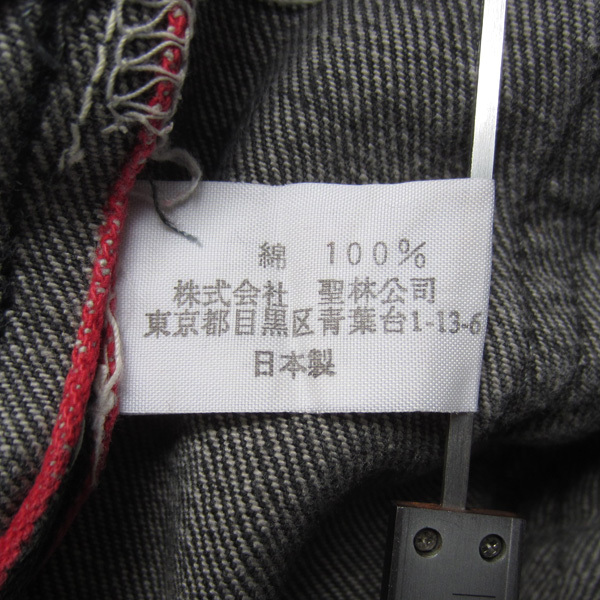 綿 100%
株式会社 聖林公司
東京都目黒区青葉台1-13-6
日本製